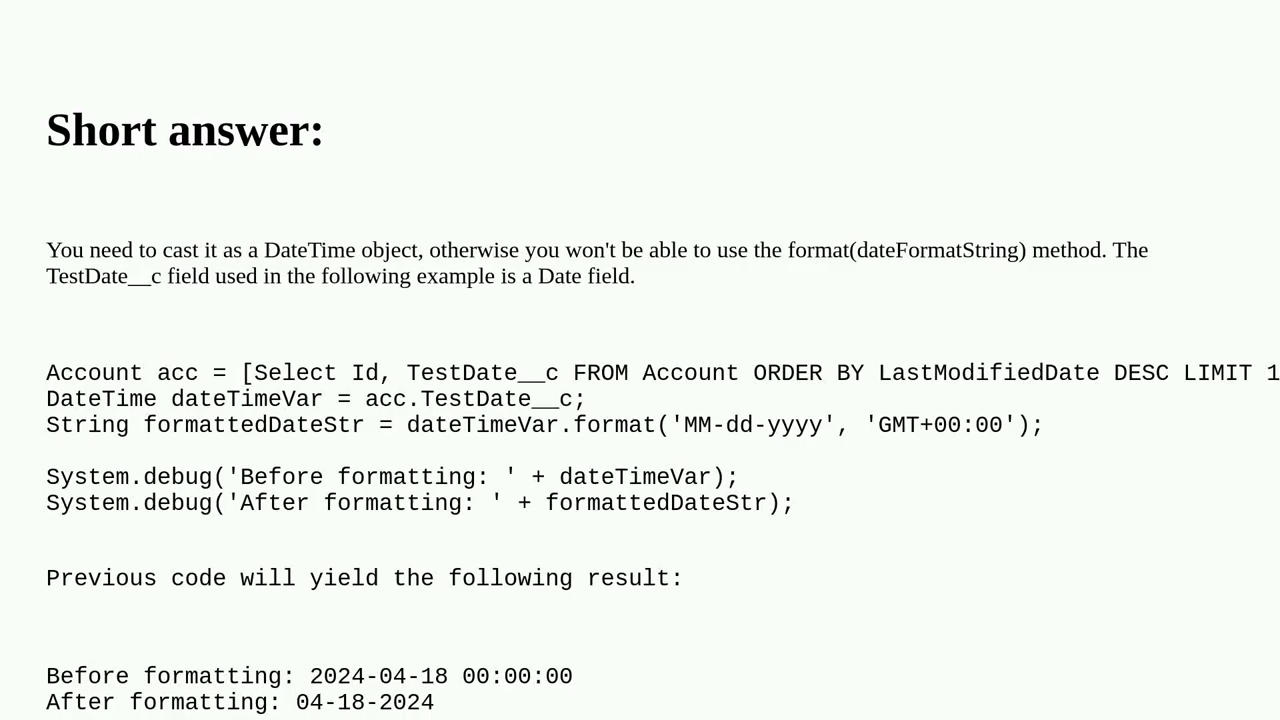 Short answer:
You need to cast it as a DateTime object, otherwise you won't be able to use the format(dateFormatString) method. The
TestDate__c field used in the following example is a Date field.
Account acc = [Select Id, TestDate__c FROM Account ORDER BY LastModifiedDate DESC LIMIT 1
DateTime dateTimeVar = acc.TestDate__c;
String formattedDateStr = dateTimeVar.format('MM-dd-yyyy', 'GMT+00:00');
System.debug('Before formatting: ' + dateTimeVar);
System.debug('After formatting: ' + formattedDateStr);
Previous code will yield the following result:
Before formatting: 2024-04-18 00:00:00
After formatting: 04-18-2024